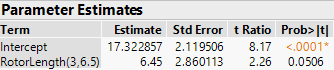 Parameter Estimates
Term Estimate Std Error t Ratio Prob>|t|
Intercept 17.322857 2.119506 8.17 <.0001*
RotorLength(3,6.5) 6.45 2.860113 2.26 0.0506